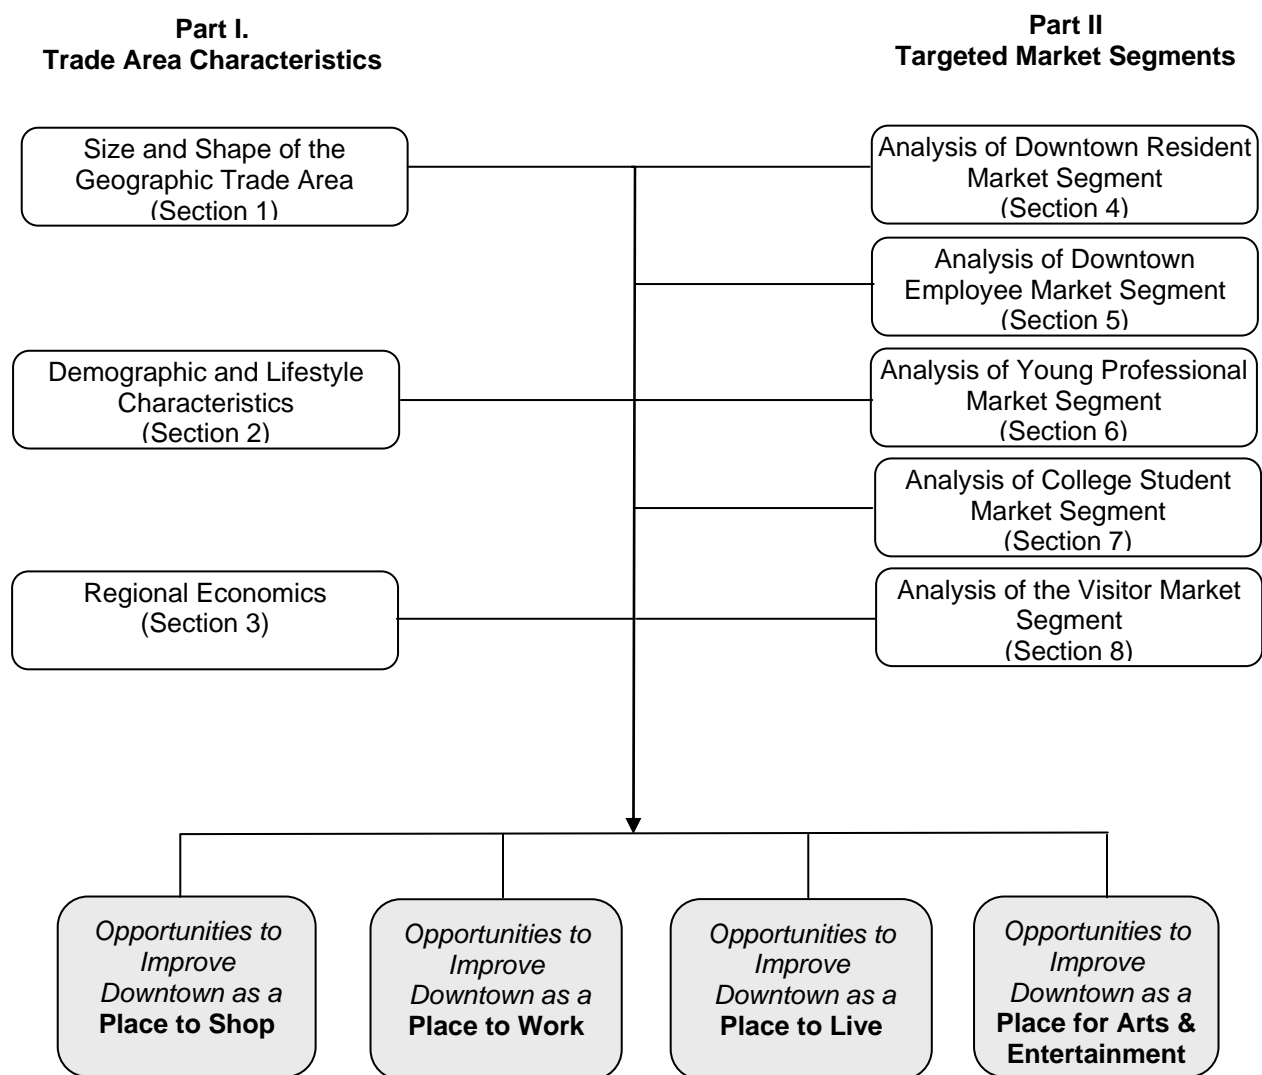 Part I.
Trade Area Characteristics
Part II
Targeted Market Segments
Size and Shape of the
Geographic Trade Area
(Section 1)
Demographic and Lifestyle
Characteristics
(Section 2)
Regional Economics
(Section 3)
Analysis of Downtown Resident
Market Segment
(Section 4)
Analysis of Downtown
Employee Market Segment
(Section 5)
Analysis of Young Professional
Market Segment
(Section 6)
Analysis of College Student
Market Segment
(Section 7)
Analysis of the Visitor Market
Segment
(Section 8)
Opportunities to
Improve
Downtown as a
Place to Shop
Opportunities to
Improve
Downtown as a
Place to Work
Opportunities to
Improve
Downtown as a
Place to Live
Opportunities to
Improve
Downtown as a
Place for Arts &
Entertainment